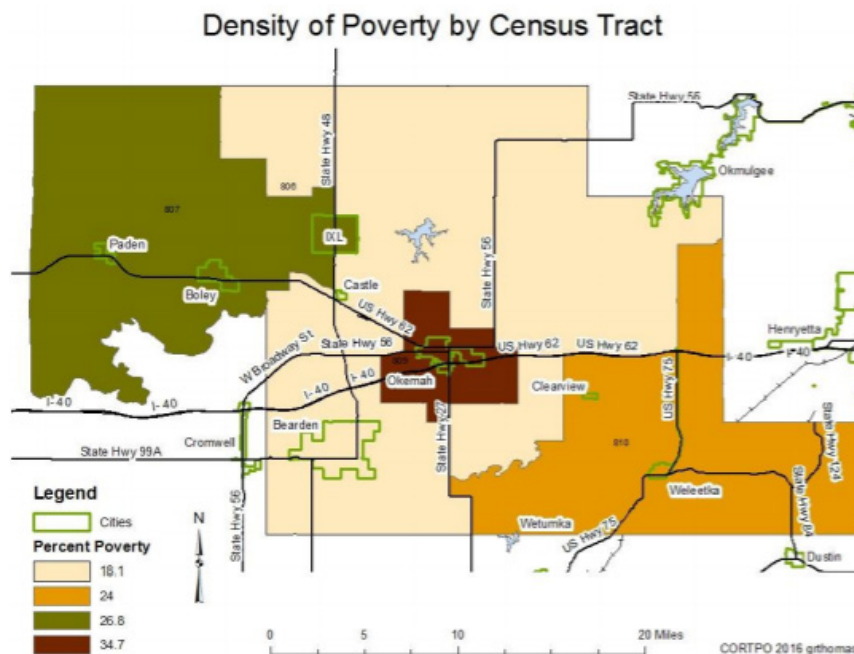 Density of Poverty by Census Tract
State Hwy 56
State Hwy 48
Okmulgee
806
807
IXL
Paden
State Hwy 56
Boley
Castle
US Hwy 62
Henryetta
W Broadway St
State Hwy 56
US Hwy 62
US Hwy 62
I- 40
I- 40
I- 40
Okemah
Clearview
I- 40
I- 40
I- 40
US Hwy 75
Bearden
State Hwy 27
Cromwell
State Hwy 99A
810
State Hwy 124
Weleetka
State Hwy 84
Legend
Cities
N
State Hwy 56
Wetumka
US Hwy 75
Dustin
Percent Poverty
18.1
24
26.8
34.7
0 5 10 20 Miles
CORTPO 2016 grthomas